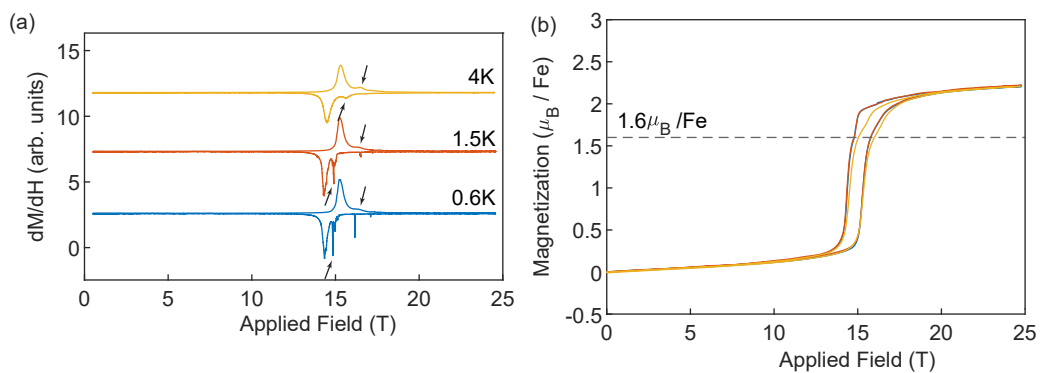 (a)
15
10
5
0
dM/dH (arb. units)
4K
1.5K
0.6K
0
5
10
15
20
25
Applied Field (T)
(b)
3
2.5
2
1.5
1
0.5
0
-0.5
Magnetization (μB / Fe)
1.6μB /Fe
0
5
10
15
20
25
Applied Field (T)